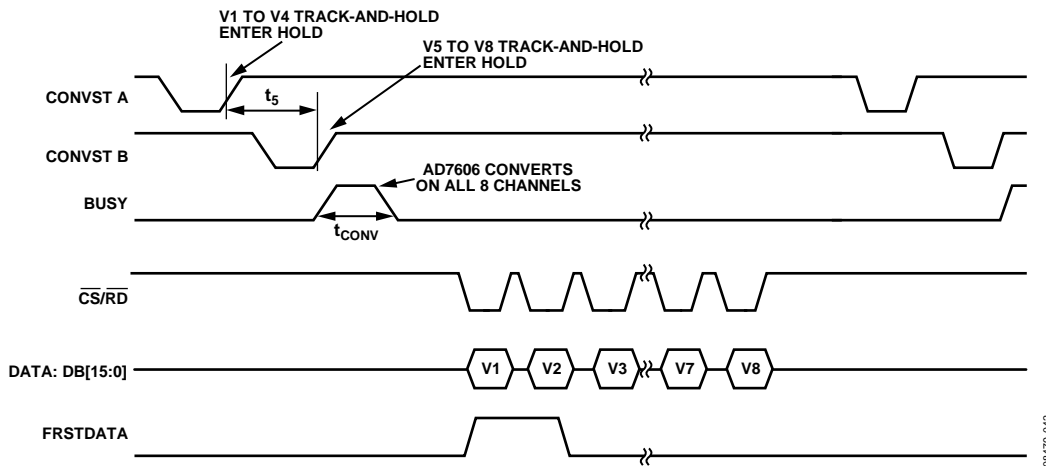 V1 TO V4 TRACK-AND-HOLD
ENTER HOLD
V5 TO V8 TRACK-AND-HOLD
ENTER HOLD
CONVST A
t5
CONVST B
AD7606 CONVERTS
ON ALL 8 CHANNELS
BUSY
tCONV
CS/RD
DATA: DB[15:0]
V1
V2
V3
V7
V8
FRSTDATA